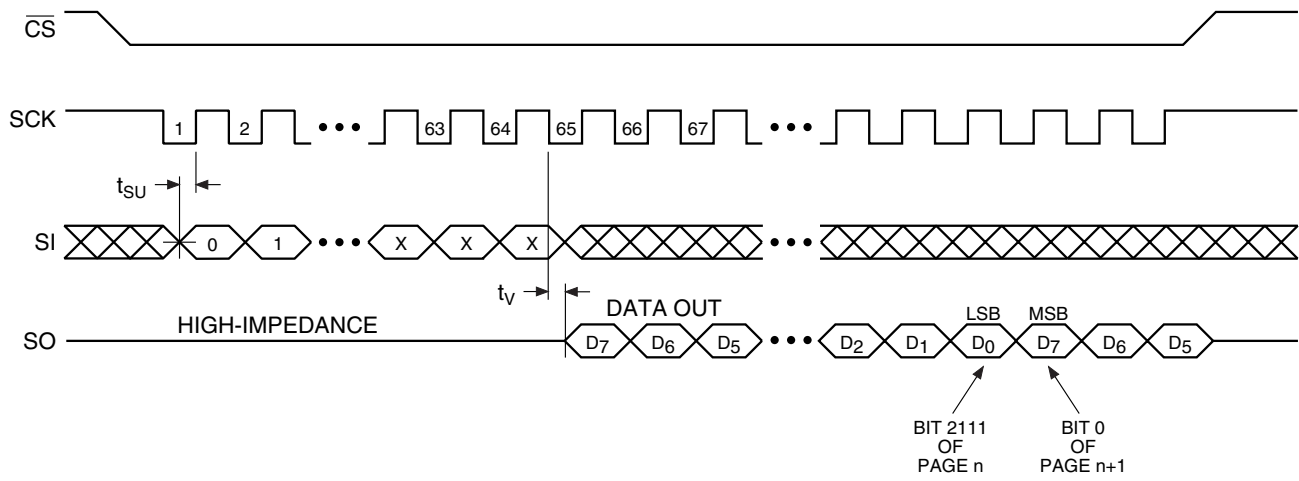 CS
SCK 1 2 ••• 63 64 65 66 67 •••
tSU
SI 0 1 ••• X X X •••
tV
HIGH-IMPEDANCE DATA OUT LSB MSB
SO D7 D6 D5 ••• D2 D1 D0 D7 D6 D5
BIT 2111
OF
PAGE n
BIT 0
OF
PAGE n+1